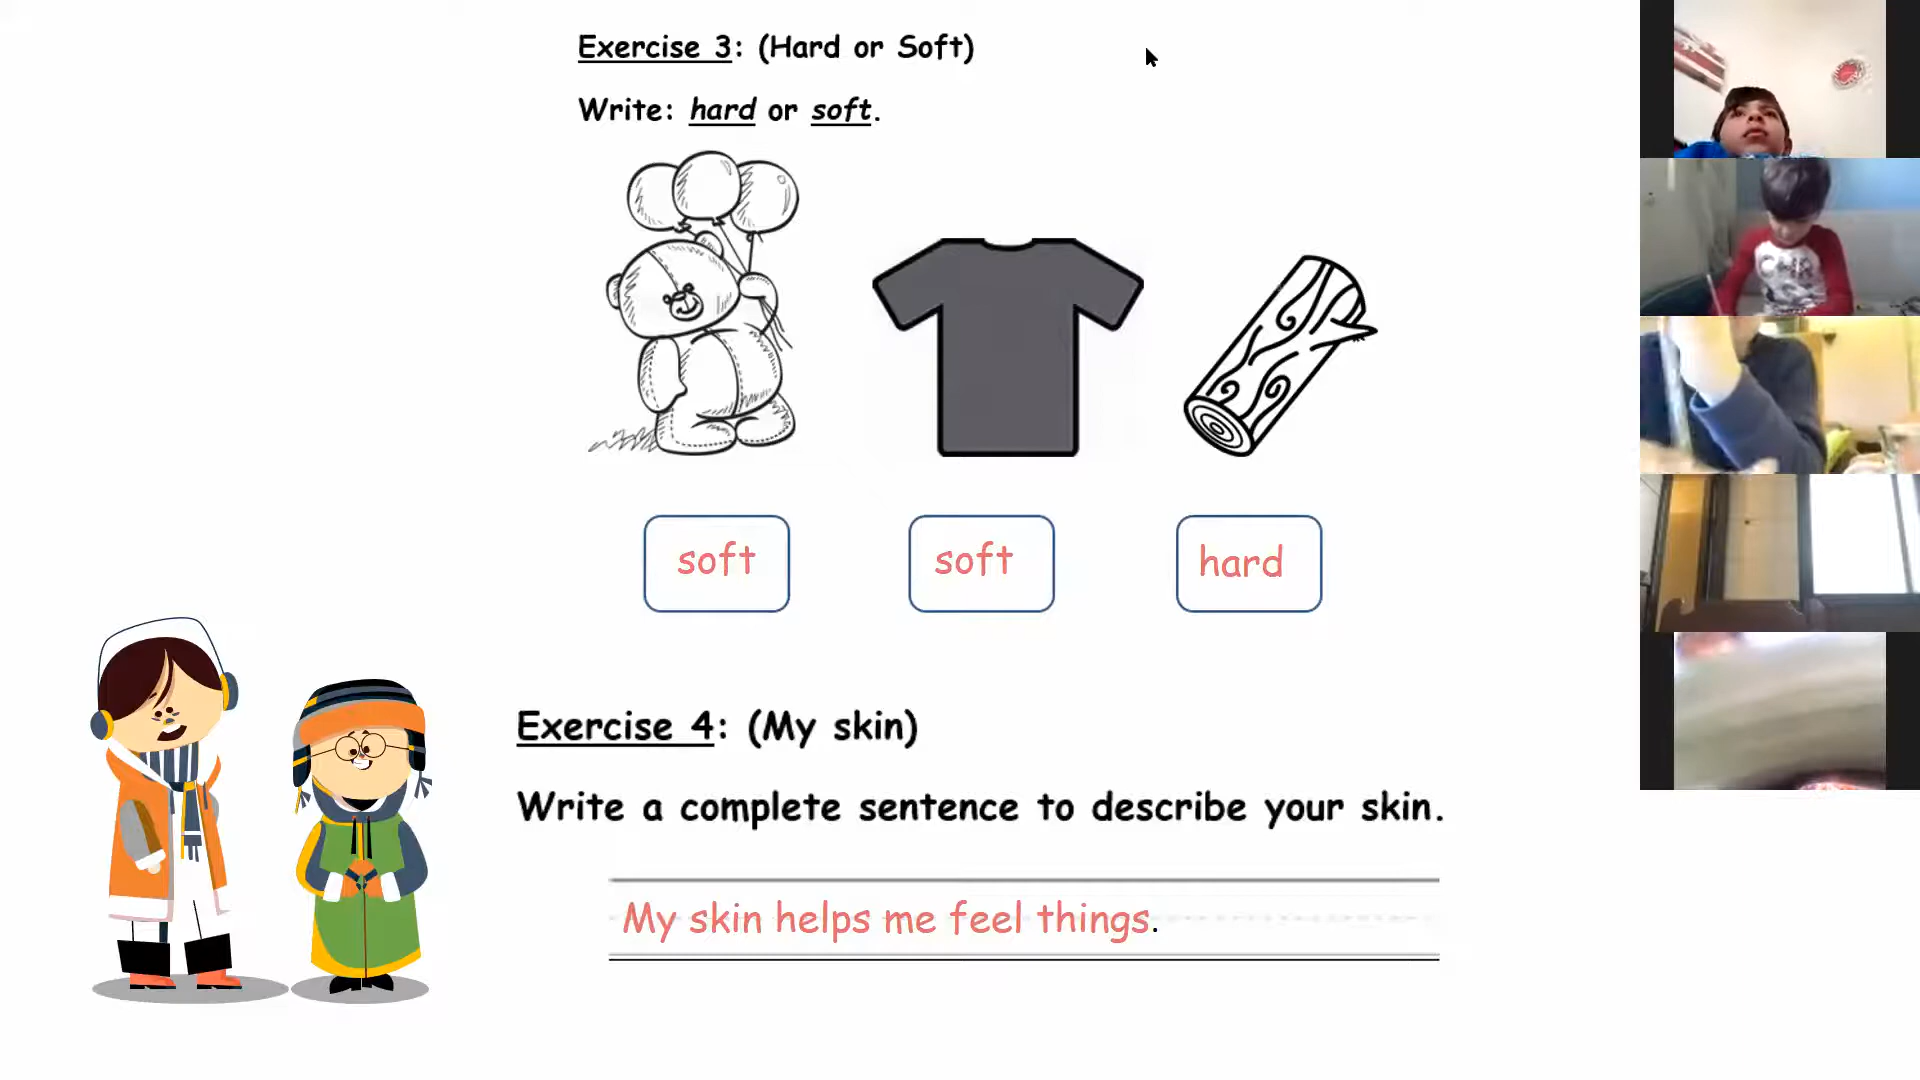 Exercise 3: (Hard or Soft)
Write: hard or soft.
soft soft hard
Exercise 4: (My skin)
Write a complete sentence to describe your skin.
My skin helps me feel things.